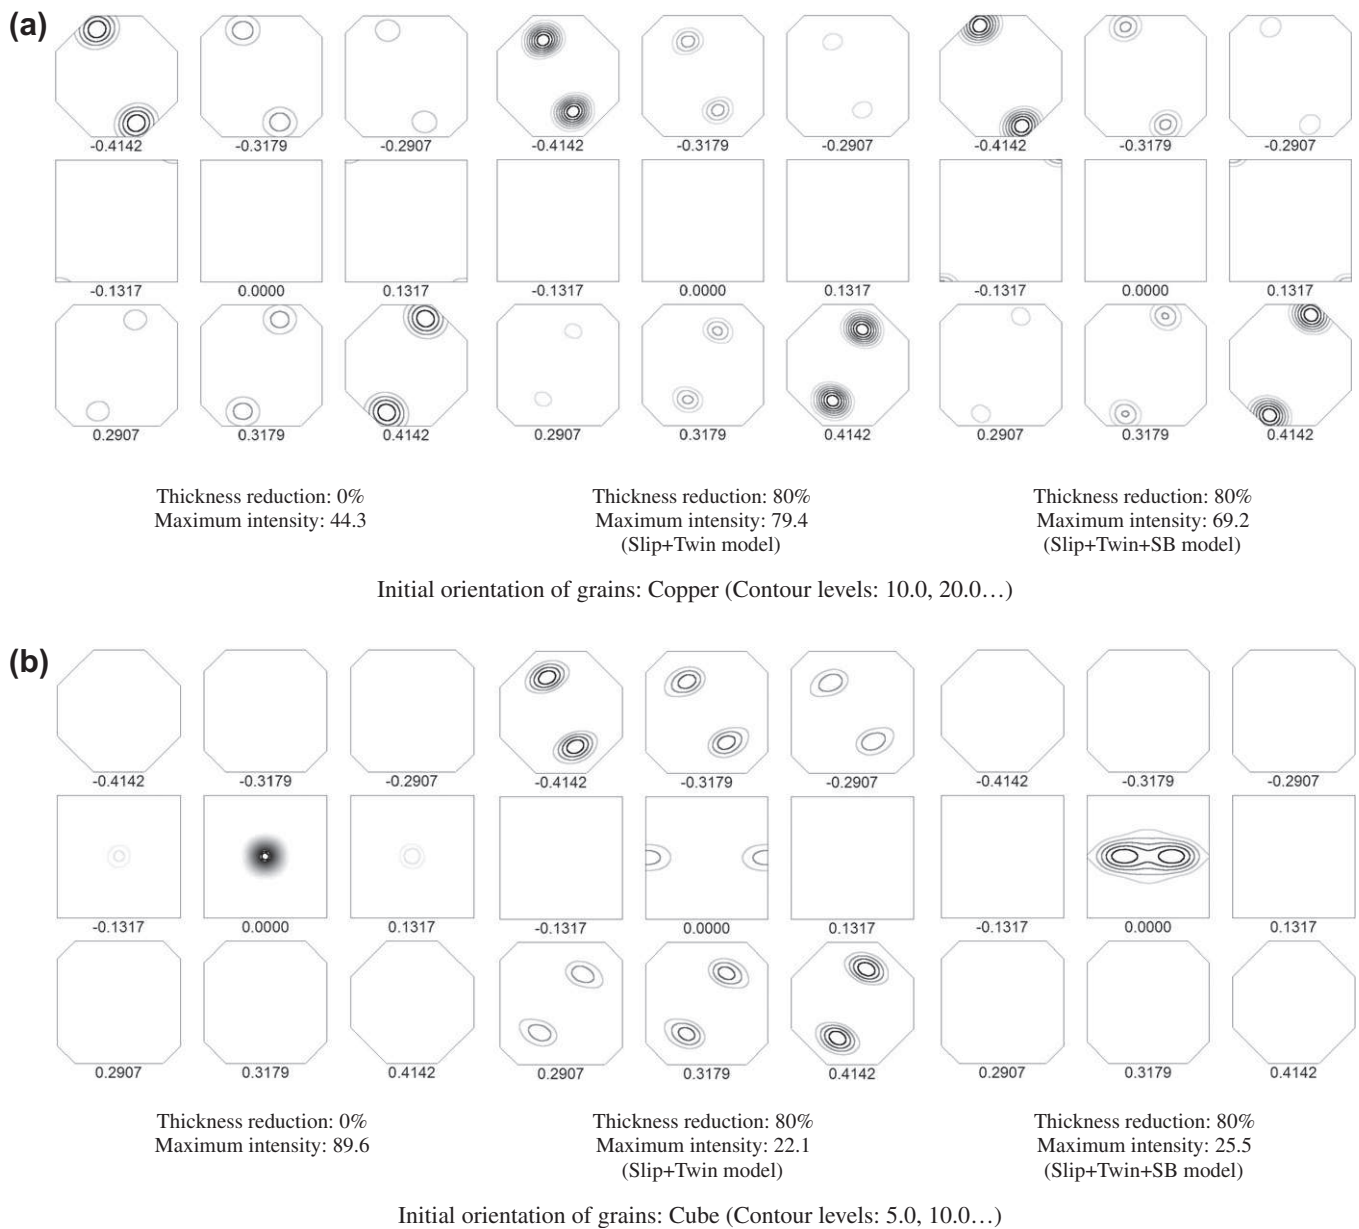 (a)
-0.4142 -0.3179 -0.2907 -0.4142 -0.3179 -0.2907 -0.4142 -0.3179 -0.2907
-0.1317 0.0000 0.1317 -0.1317 0.0000 0.1317 -0.1317 0.0000 0.1317
0.2907 0.3179 0.4142 0.2907 0.3179 0.4142 0.2907 0.3179 0.4142
Thickness reduction: 0%
Maximum intensity: 44.3
Thickness reduction: 80%
Maximum intensity: 79.4
(Slip+Twin model)
Thickness reduction: 80%
Maximum intensity: 69.2
(Slip+Twin+SB model)
Initial orientation of grains: Copper (Contour levels: 10.0, 20.0…)
(b)
-0.4142 -0.3179 -0.2907 -0.4142 -0.3179 -0.2907 -0.4142 -0.3179 -0.2907
-0.1317 0.0000 0.1317 -0.1317 0.0000 0.1317 -0.1317 0.0000 0.1317
0.2907 0.3179 0.4142 0.2907 0.3179 0.4142 0.2907 0.3179 0.4142
Thickness reduction: 0%
Maximum intensity: 89.6
Thickness reduction: 80%
Maximum intensity: 22.1
(Slip+Twin model)
Thickness reduction: 80%
Maximum intensity: 25.5
(Slip+Twin+SB model)
Initial orientation of grains: Cube (Contour levels: 5.0, 10.0…)